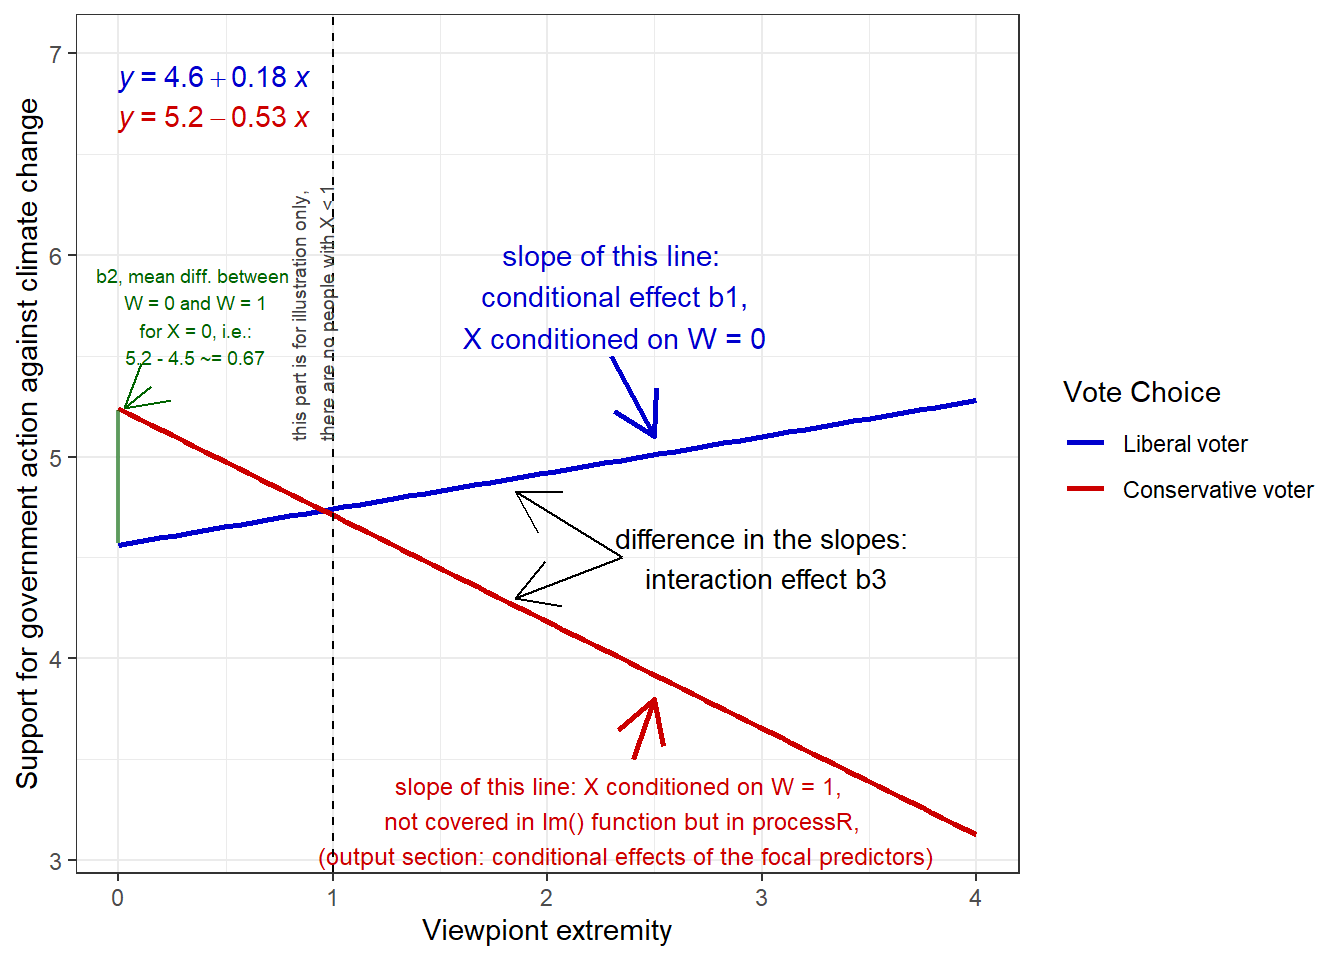 7
6
5
4
3
Support for government action against climate change
y = 4.6 + 0.18 x
y = 5.2 − 0.53 x
this part is for illustration only,
there are no people with X < 1
b2, mean diff. between
W = 0 and W = 1
for X = 0, i.e.:
5.2 - 4.5 ~= 0.67
slope of this line:
conditional effect b1,
X conditioned on W = 0
difference in the slopes:
interaction effect b3
slope of this line: X conditioned on W = 1,
not covered in lm() function but in processR,
(output section: conditional effects of the focal predictors)
0 1 2 3 4
Viewpiont extremity
Vote Choice
Liberal voter
Conservative voter